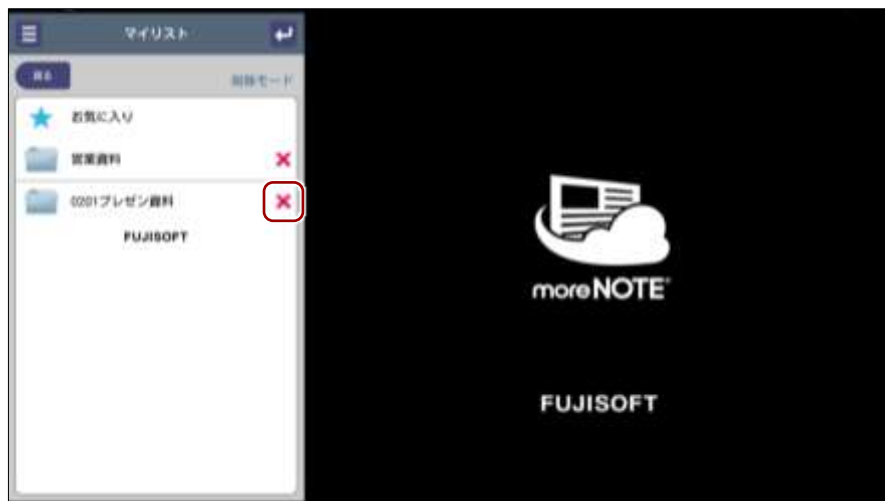 マイリスト
戻る
削除モード
お気に入り
営業資料
0201プレゼン資料
FUJISOFT
moreNOTE
FUJISOFT